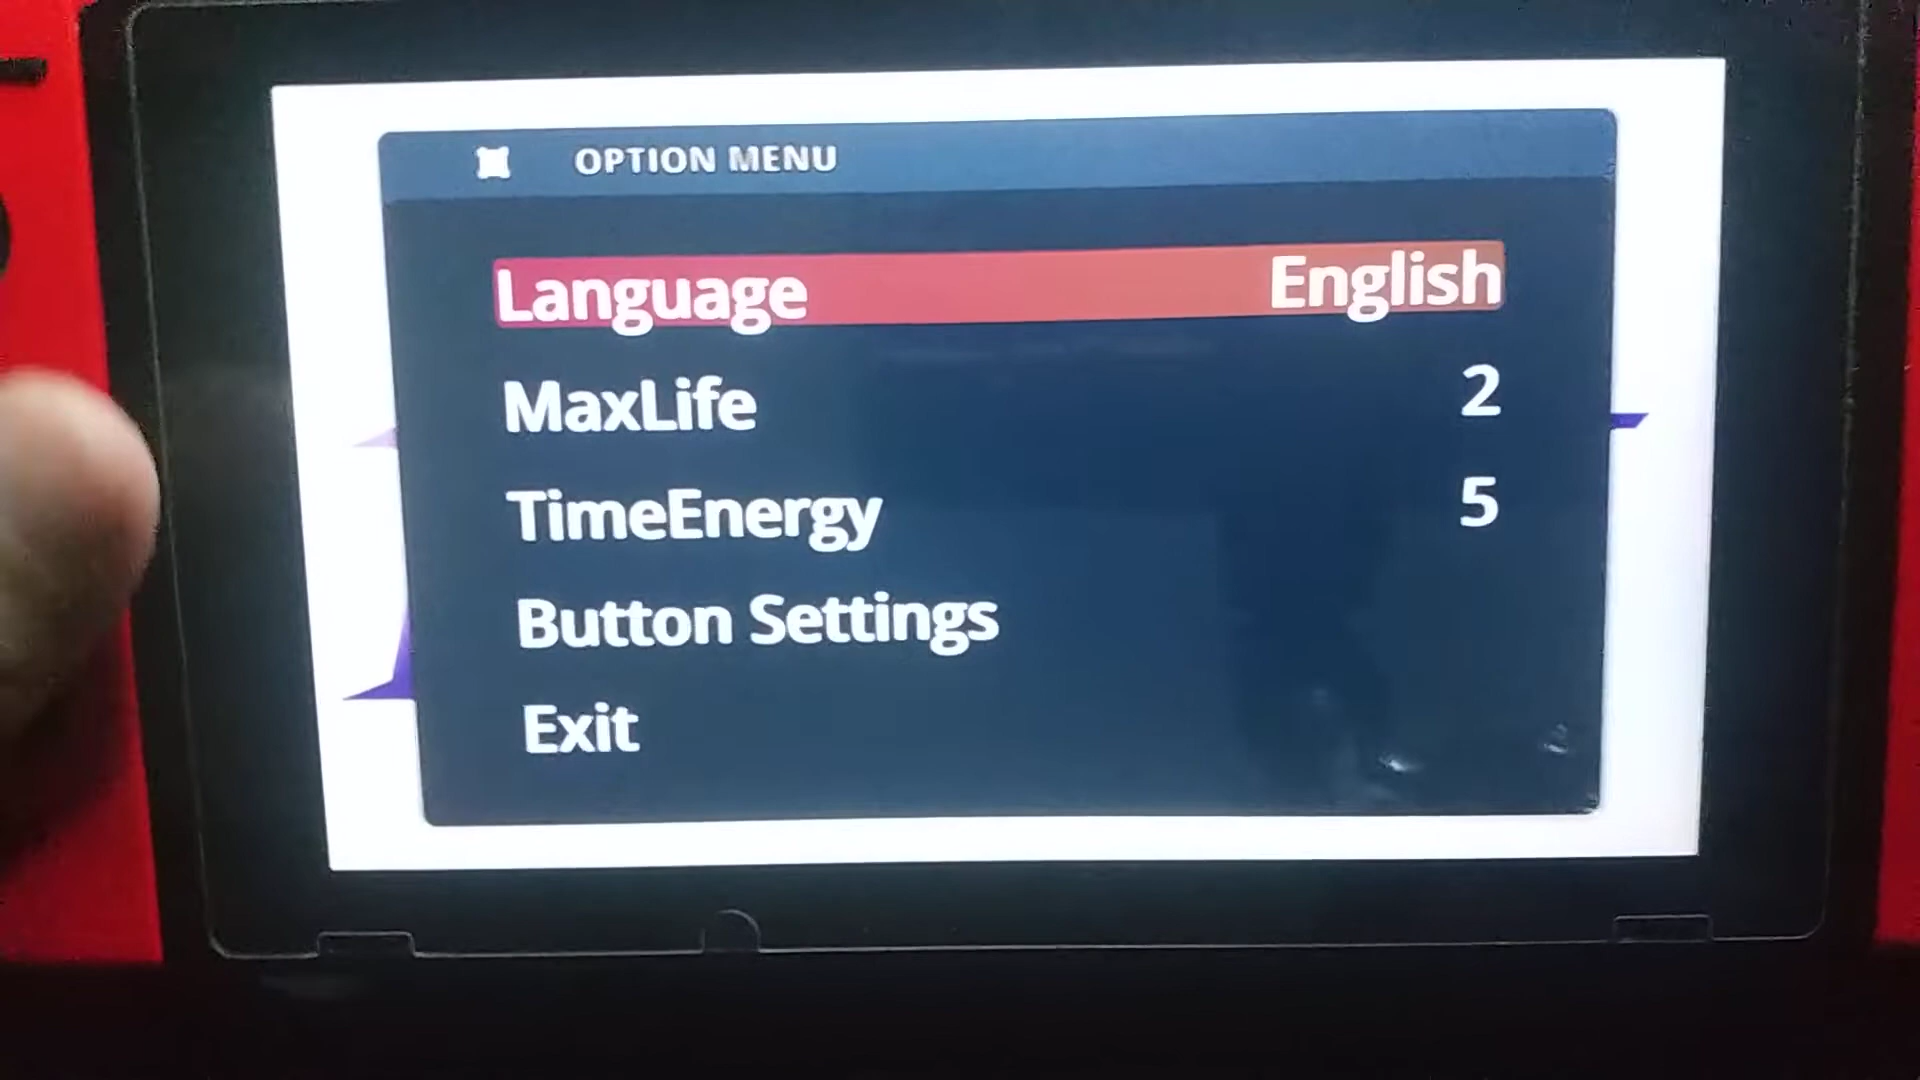 OPTION MENU
Language English
MaxLife 2
TimeEnergy 5
Button Settings
Exit